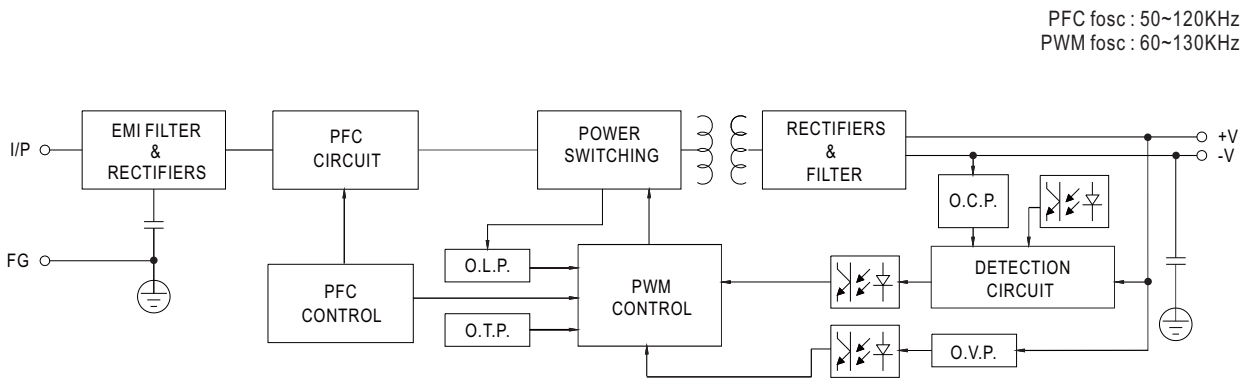 PFC fosc : 50~120KHz
PWM fosc : 60~130KHz
I/P
EMI FILTER
&
RECTIFIERS
PFC
CIRCUIT
POWER
SWITCHING
RECTIFIERS
&
FILTER
+V
-V
O.C.P.
FG
O.L.P.
PFC
CONTROL
PWM
CONTROL
DETECTION
CIRCUIT
O.T.P.
O.V.P.